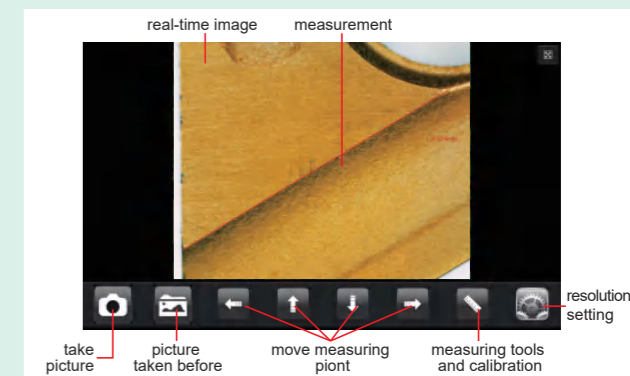 real-time image
measurement
resolution
setting
take
picture
picture
taken before
move measuring
piont
measuring tools
and calibration